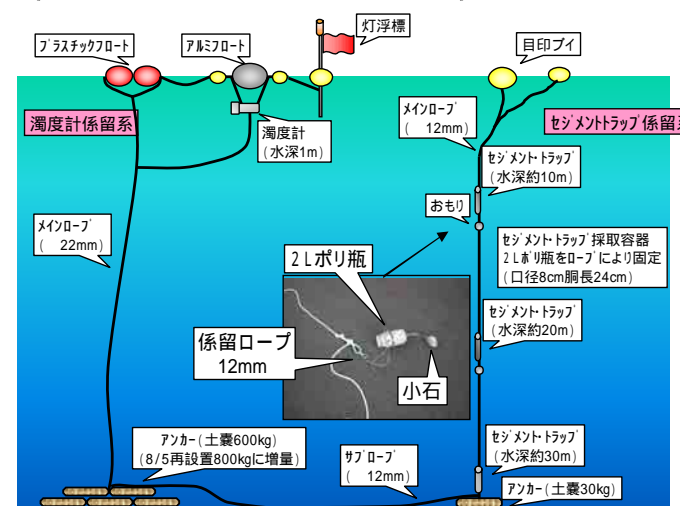 灯浮標
ﾌﾟﾗｽﾁｯｸﾌﾛｰﾄ
ｱﾙﾐﾌﾛｰﾄ
目印ﾌﾞｲ
濁度計係留系
濁度計
(水深1m)
ﾒｲﾝﾛｰﾌﾟ
(　12mm)
ｾｼﾞﾒﾝﾄﾄﾗｯﾌﾟ係留系
ｾｼﾞﾒﾝﾄ･ﾄﾗｯﾌﾟ
(水深約10m)
おもり
ﾒｲﾝﾛｰﾌﾟ
(　22mm)
ｾｼﾞﾒﾝﾄ･ﾄﾗｯﾌﾟ採取容器
2Lﾎﾟﾘ瓶をﾛｰﾌﾟにより固定
(口径8cm胴長24cm)
2Lポリ瓶
ｾｼﾞﾒﾝﾄ･ﾄﾗｯﾌﾟ
(水深約20m)
係留ロープ
12mm
小石
アンカー(土嚢600kg)
(8/5再設置800kgに増量)
ｻﾌﾞﾛｰﾌﾟ
(　12mm)
ｾｼﾞﾒﾝﾄ･ﾄﾗｯﾌﾟ
(水深約30m)
アンカー(土嚢30kg)